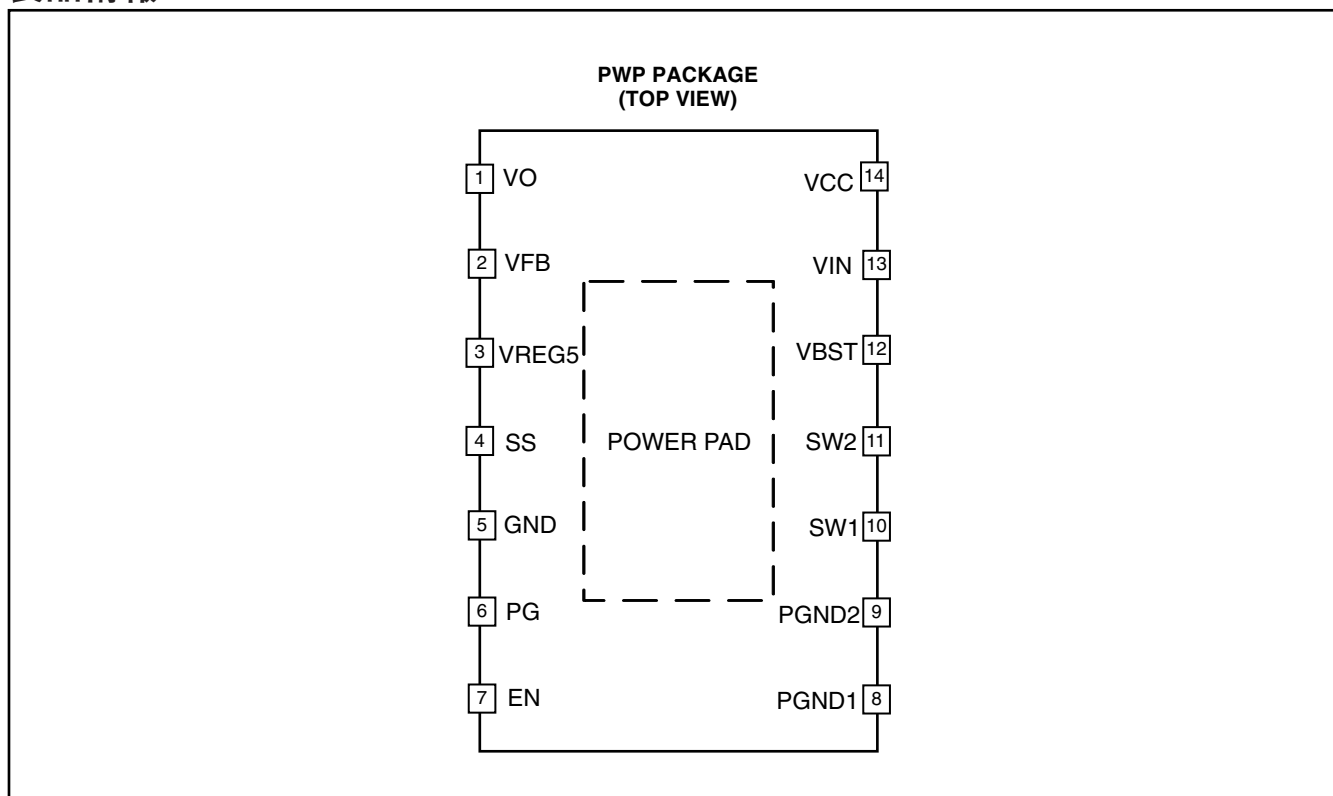 PWP PACKAGE
(TOP VIEW)
1 VO
VCC 14
2 VFB
VIN 13
3 VREG5
VBST 12
4 SS
POWER PAD
SW2 11
5 GND
SW1 10
6 PG
PGND2 9
7 EN
PGND1 8